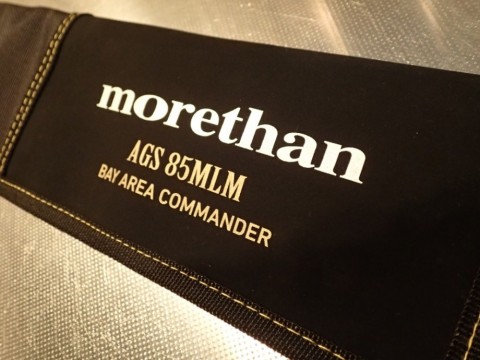 morethan
AGS 85MLM
BAY AREA COMMANDER